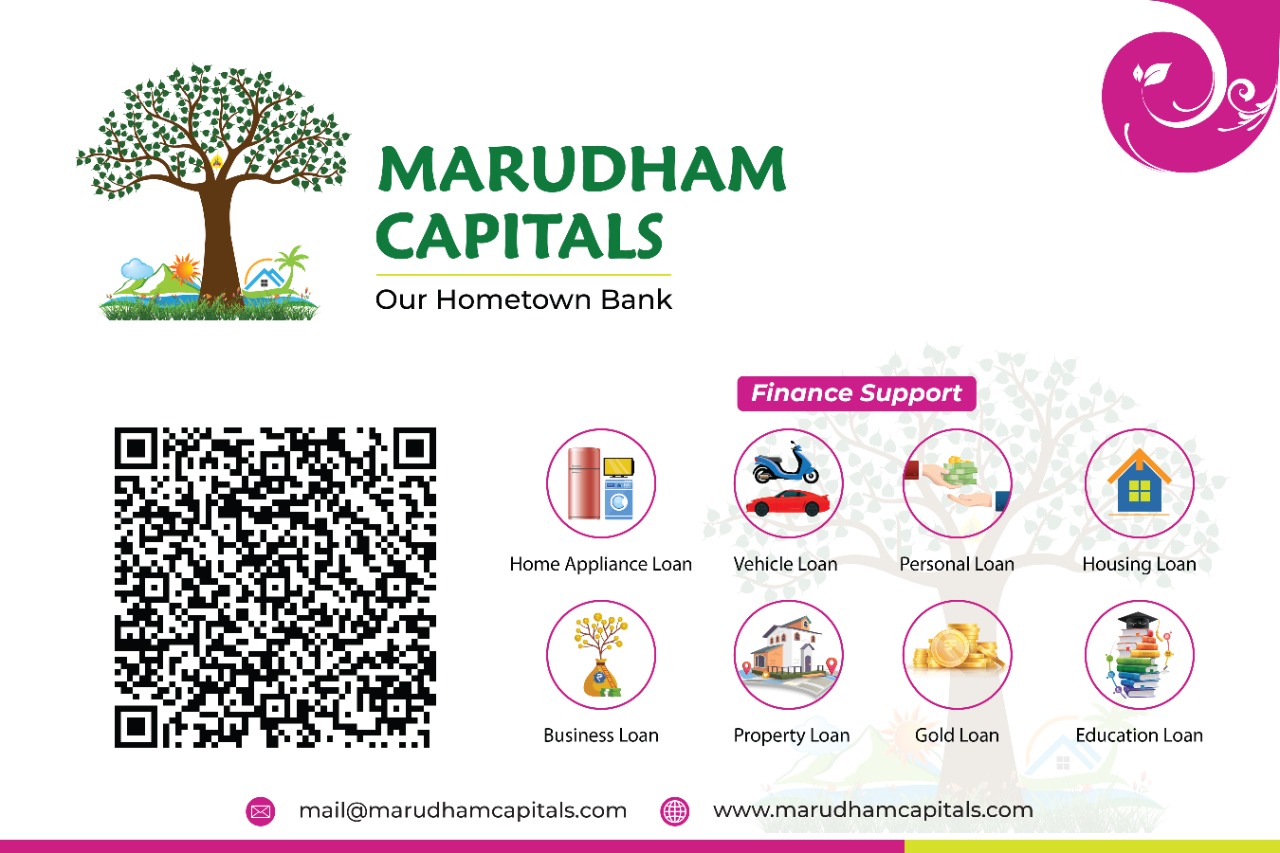 MARUDHAM
CAPITALS
Our Hometown Bank
Finance Support
Home Appliance Loan
Vehicle Loan
Personal Loan
Housing Loan
Business Loan
Property Loan
Gold Loan
Education Loan
mail@marudhamcapitals.com
www.marudhamcapitals.com